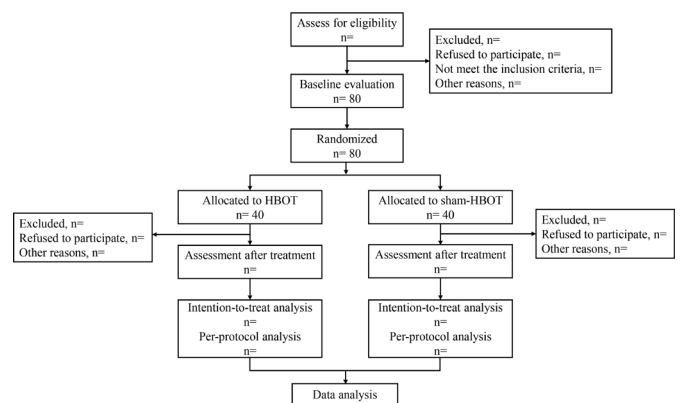 Assess for eligibility
n=
Excluded, n=
Refused to participate, n=
Not meet the inclusion criteria, n=
Other reasons, n=
Baseline evaluation
n= 80
Randomized
n= 80
Allocated to HBOT
n= 40
Allocated to sham-HBOT
n= 40
Excluded, n=
Refused to participate, n=
Other reasons, n=
Excluded, n=
Refused to participate, n=
Other reasons, n=
Assessment after treatment
n=
Assessment after treatment
n=
Intention-to-treat analysis
n=
Per-protocol analysis
n=
Intention-to-treat analysis
n=
Per-protocol analysis
n=
Data analysis